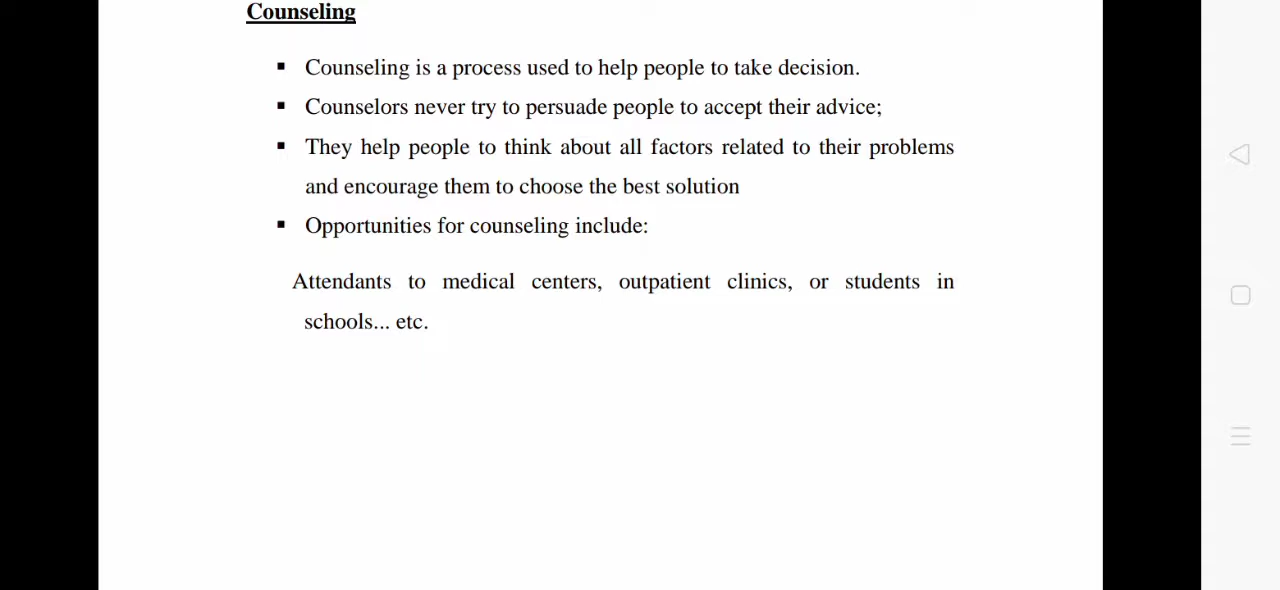 Counseling
▪ Counseling is a process used to help people to take decision.
▪ Counselors never try to persuade people to accept their advice;
▪ They help people to think about all factors related to their problems
and encourage them to choose the best solution
▪ Opportunities for counseling include:
Attendants to medical centers, outpatient clinics, or students in
schools... etc.